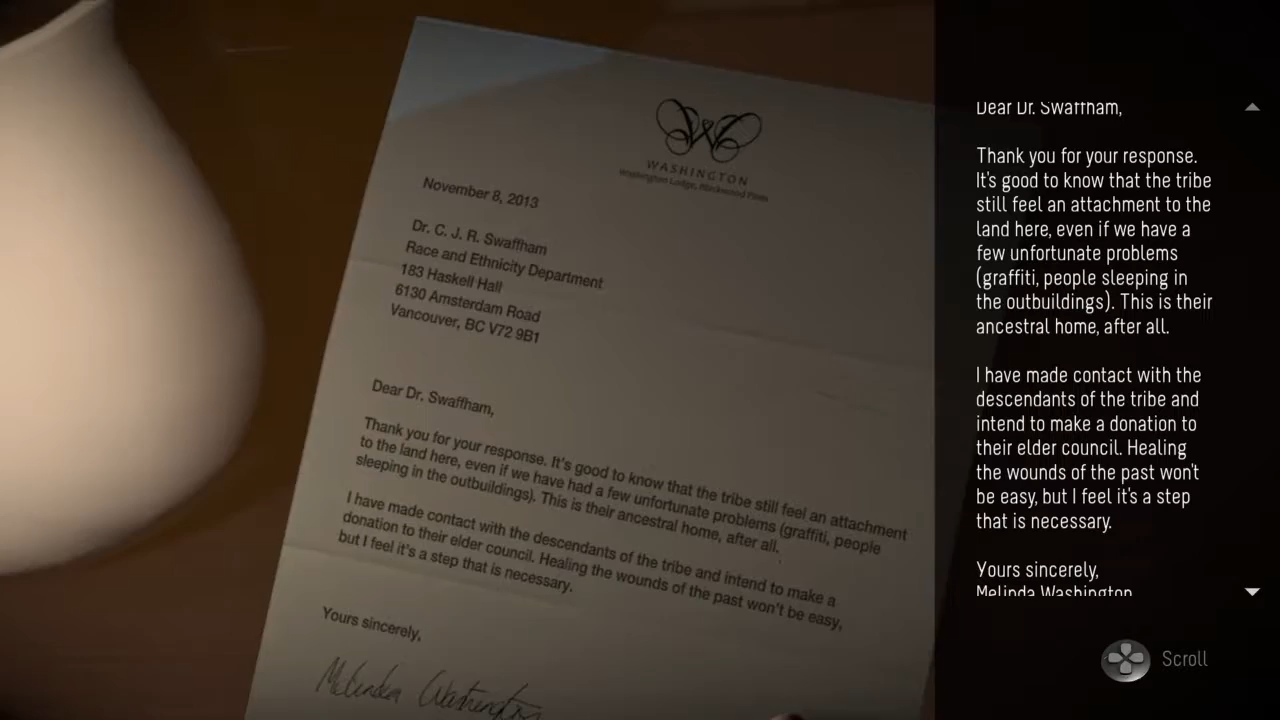 WASHINGTON
Washington Lodge, Blackwood Pines
November 8, 2013
Dr. C. J. R. Swaffham
Race and Ethnicity Department
183 Haskell Hall
6130 Amsterdam Road
Vancouver, BC V72 9B1
Dear Dr. Swaffham,
Thank you for your response. It's good to know that the tribe still feel an attachment
to the land here, even if we have had a few unfortunate problems (graffiti, people
sleeping in the outbuildings). This is their ancestral home, after all.
I have made contact with the descendants of the tribe and intend to make a
donation to their elder council. Healing the wounds of the past won't be easy,
but I feel it's a step that is necessary.
Yours sincerely,
Melinda Washington
Dear Dr. Swaffham,
Thank you for your response.
It's good to know that the tribe
still feel an attachment to the
land here, even if we have a
few unfortunate problems
(graffiti, people sleeping in
the outbuildings). This is their
ancestral home, after all.
I have made contact with the
descendants of the tribe and
intend to make a donation to
their elder council. Healing
the wounds of the past won't
be easy, but I feel it's a step
that is necessary.
Yours sincerely,
Melinda Washington
Scroll